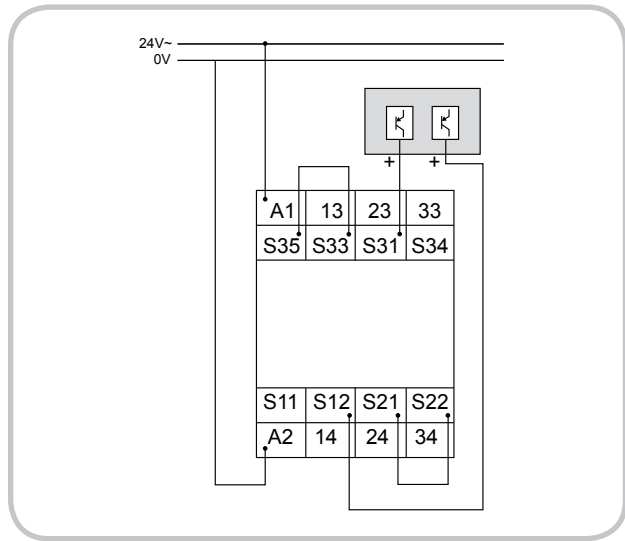 24V~
0V
+ +
A1 13 23 33
S35 S33 S31 S34
S11 S12 S21 S22
A2 14 24 34